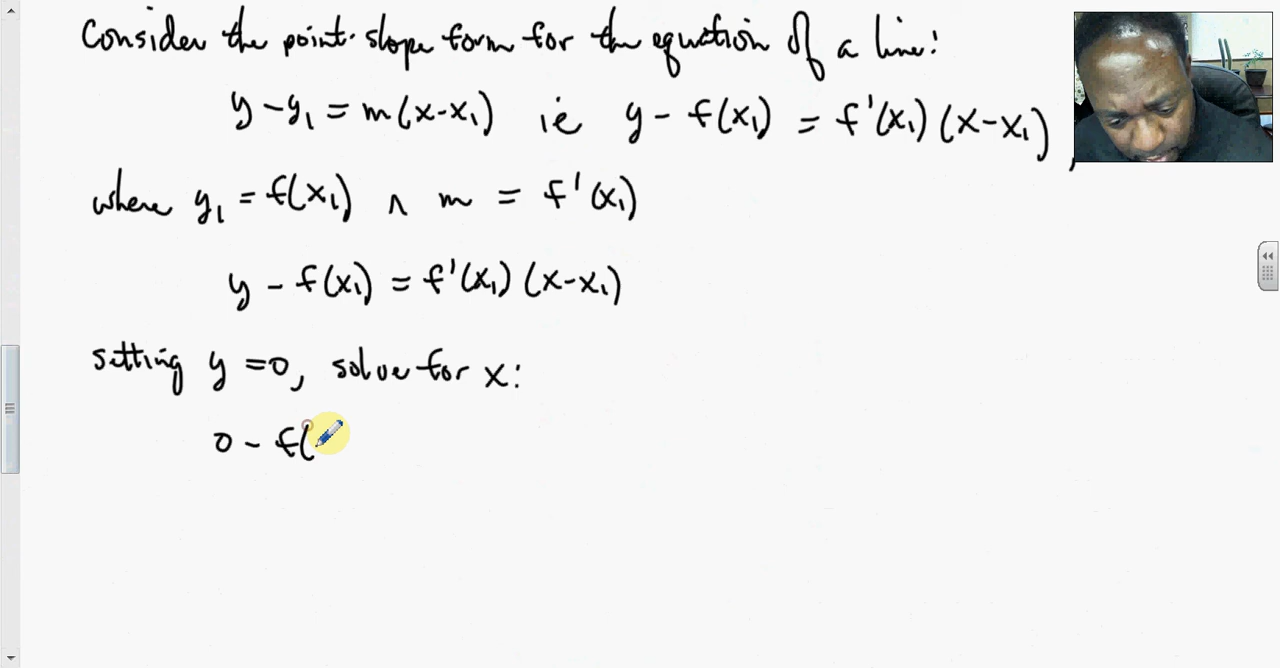 Consider the point-slope form for the equation of a line:
y - y₁ = m(x-x₁) ie y - f(x₁) = f'(x₁)(x-x₁),
where y₁ = f(x₁) ∧ m = f'(x₁)
y - f(x₁) = f'(x₁)(x-x₁)
setting y = 0, solve for x:
0 - f(